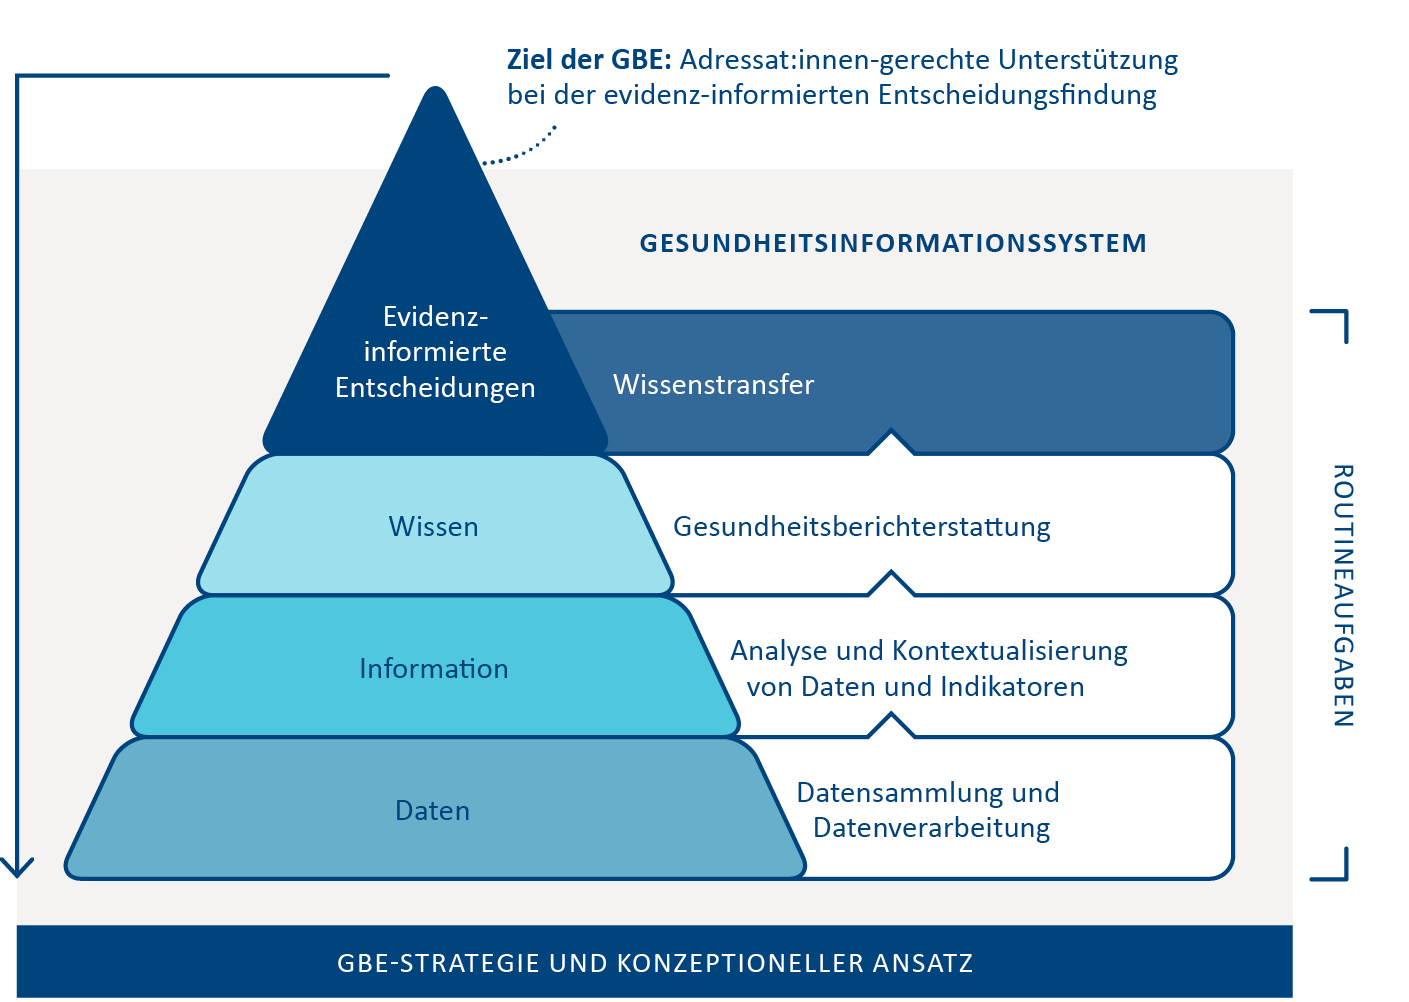 Ziel der GBE: Adressat:innen-gerechte Unterstützung
bei der evidenz-informierten Entscheidungsfindung
GESUNDHEITSINFORMATIONSSYSTEM
Evidenz-
informierte
Entscheidungen
Wissenstransfer
Wissen
Gesundheitsberichterstattung
Information
Analyse und Kontextualisierung
von Daten und Indikatoren
Daten
Datensammlung und
Datenverarbeitung
ROUTINEAUFGABEN
GBE-STRATEGIE UND KONZEPTIONELLER ANSATZ